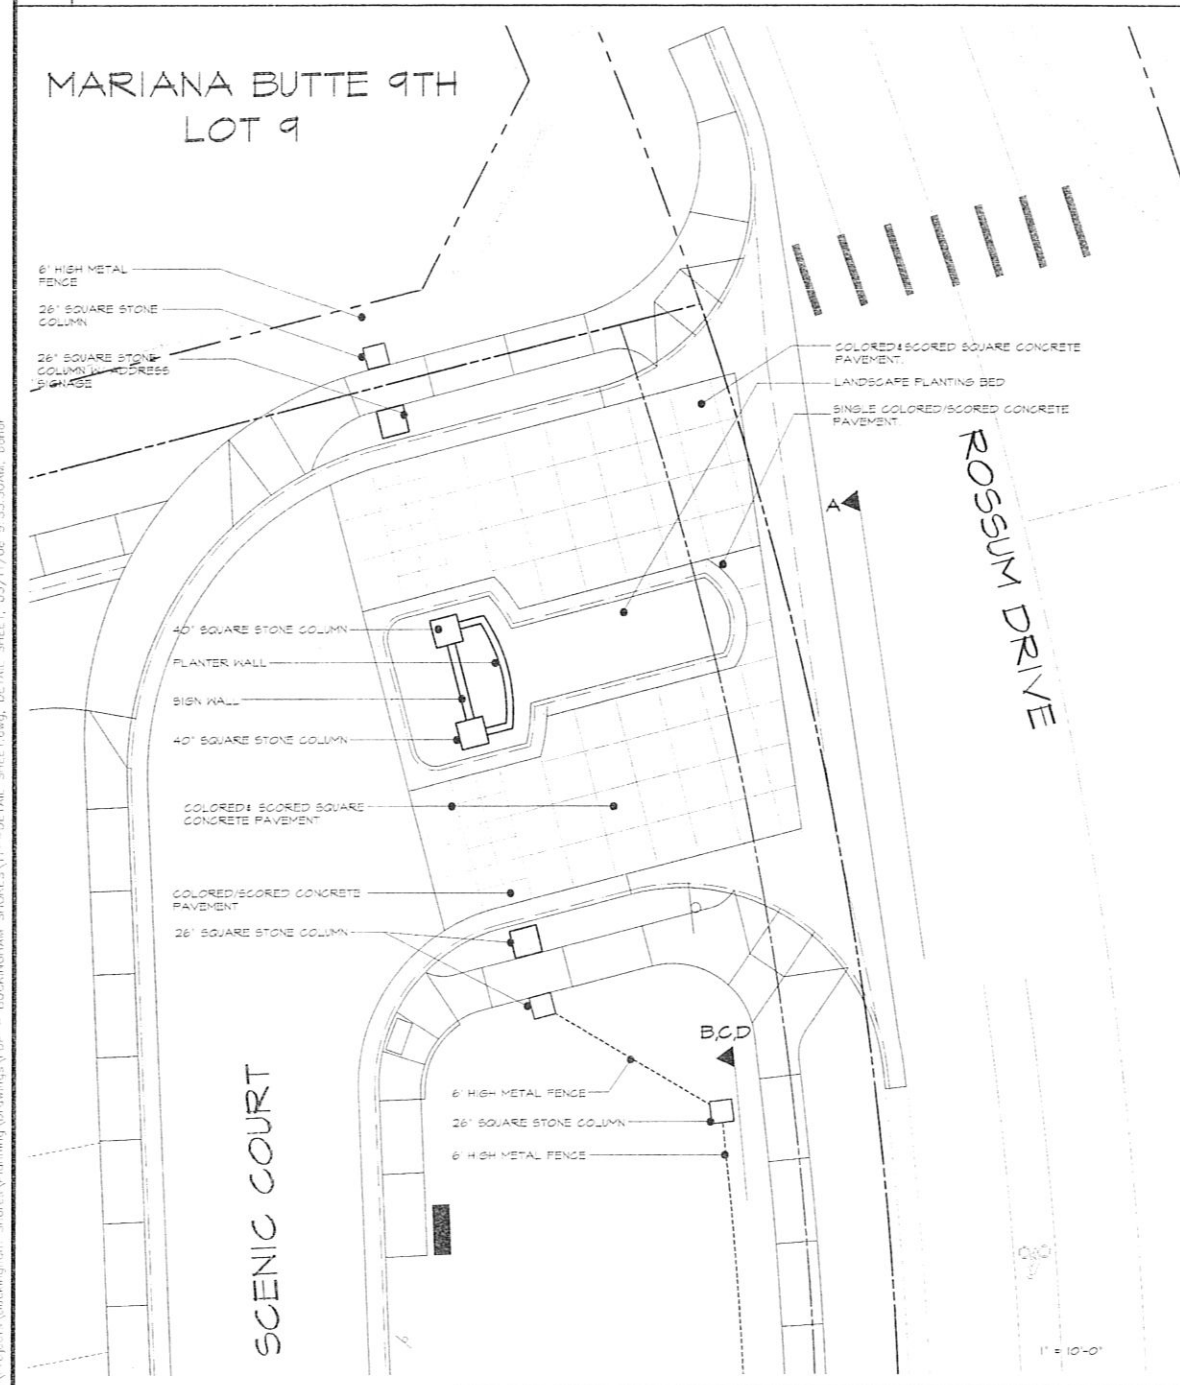 MARIANA BUTTE 9TH
LOT 9
6' HIGH METAL
FENCE
26" SQUARE STONE
COLUMN
26" SQUARE STONE
COLUMN W/ ADDRESS
SIGNAGE
COLORED&SCORED SQUARE CONCRETE
PAVEMENT.
LANDSCAPE PLANTING BED
SINGLE COLORED/SCORED CONCRETE
PAVEMENT.
ROSSUM DRIVE
A
40" SQUARE STONE COLUMN
PLANTER WALL
SIGN WALL
40" SQUARE STONE COLUMN
COLORED& SCORED SQUARE
CONCRETE PAVEMENT
COLORED/SCORED CONCRETE
PAVEMENT
26" SQUARE STONE COLUMN
B,C,D
6' HIGH METAL FENCE
26" SQUARE STONE COLUMN
6' HIGH METAL FENCE
SCENIC COURT
1" = 10'-0"